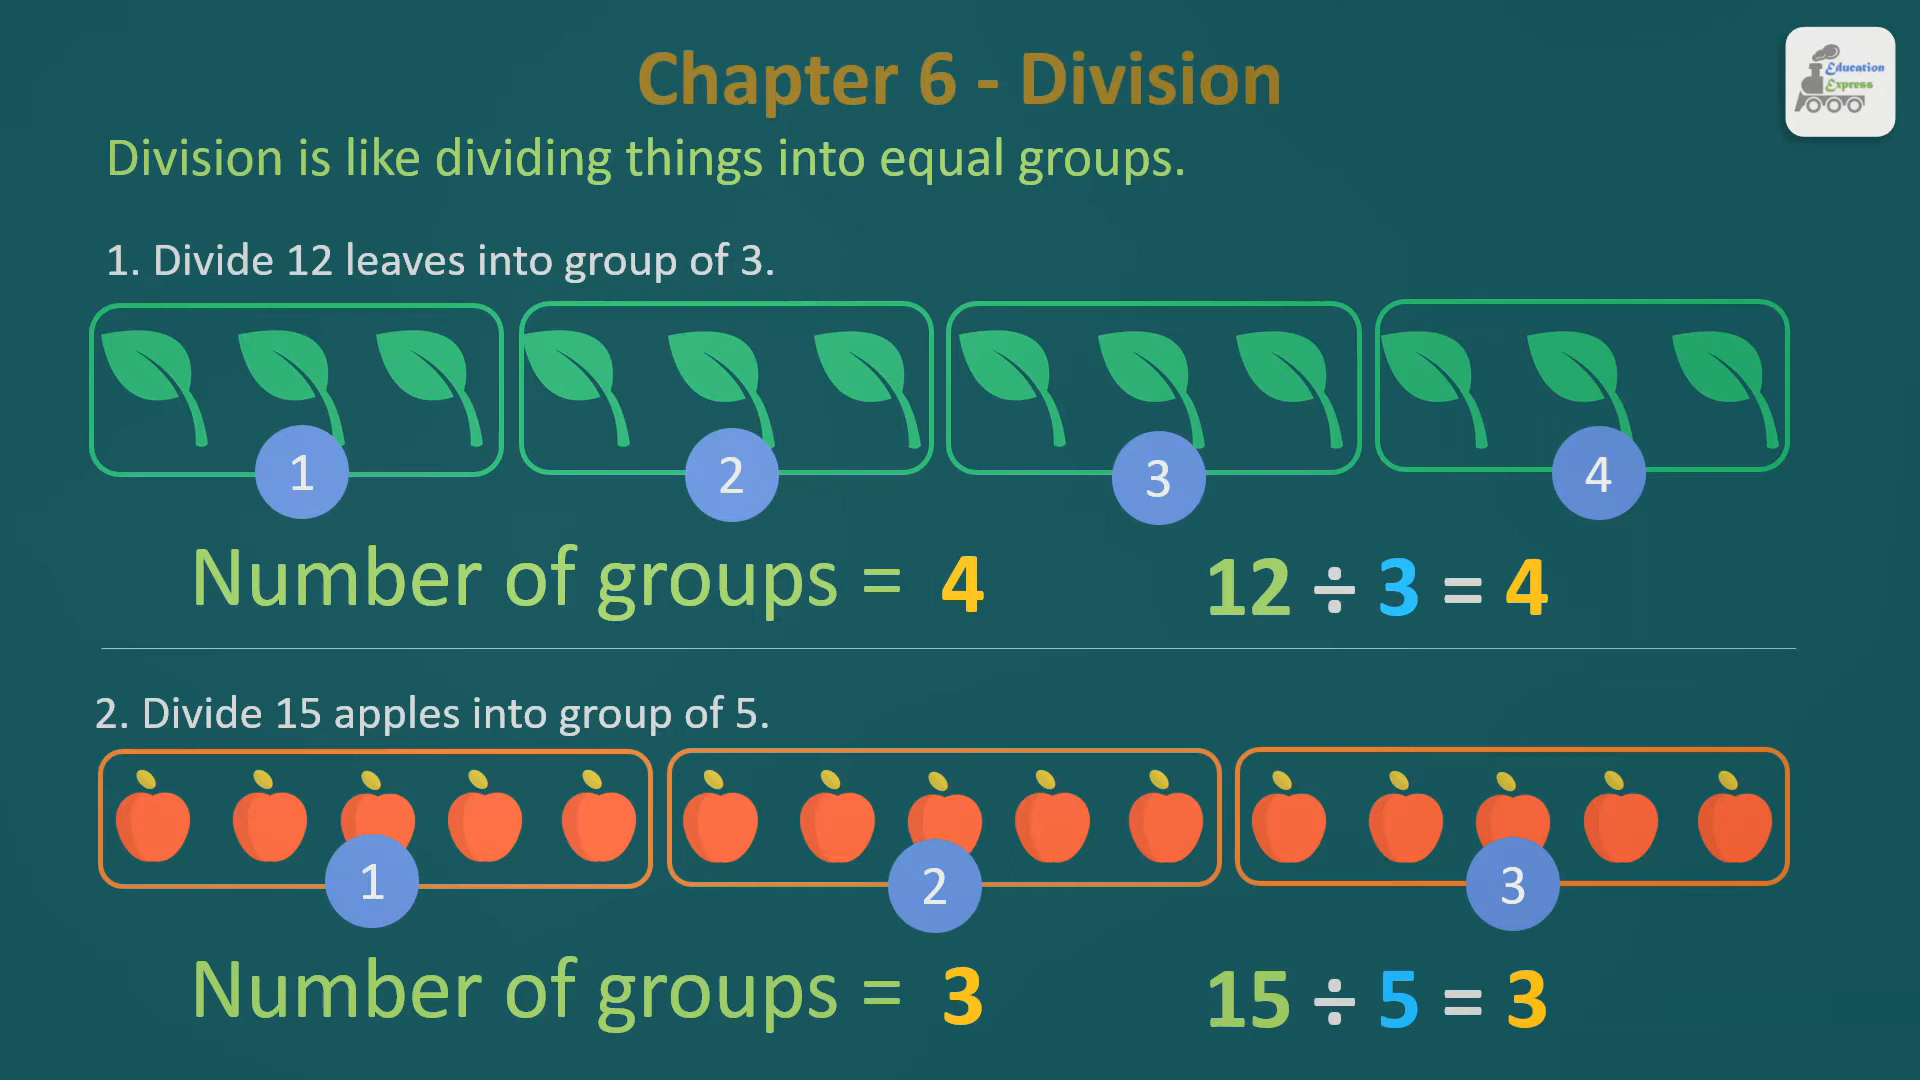 Chapter 6 - Division
Education
Express
Division is like dividing things into equal groups.
1. Divide 12 leaves into group of 3.
1 2 3 4
Number of groups = 4 12 ÷ 3 = 4
2. Divide 15 apples into group of 5.
1 2 3
Number of groups = 3 15 ÷ 5 = 3